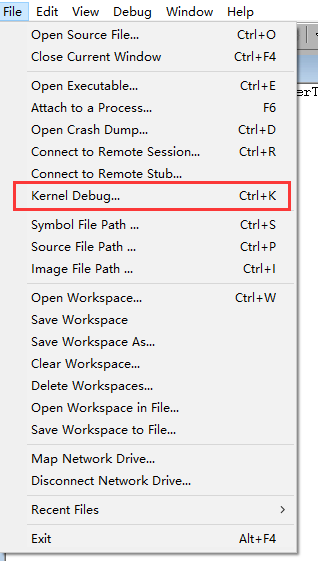 File Edit View Debug Window Help
Open Source File... Ctrl+O
Close Current Window Ctrl+F4
Open Executable... Ctrl+E
Attach to a Process... F6
Open Crash Dump... Ctrl+D
Connect to Remote Session... Ctrl+R
Connect to Remote Stub...
Kernel Debug... Ctrl+K
Symbol File Path ... Ctrl+S
Source File Path ... Ctrl+P
Image File Path ... Ctrl+I
Open Workspace... Ctrl+W
Save Workspace
Save Workspace As...
Clear Workspace...
Delete Workspaces...
Open Workspace in File...
Save Workspace to File...
Map Network Drive...
Disconnect Network Drive...
Recent Files
Exit Alt+F4